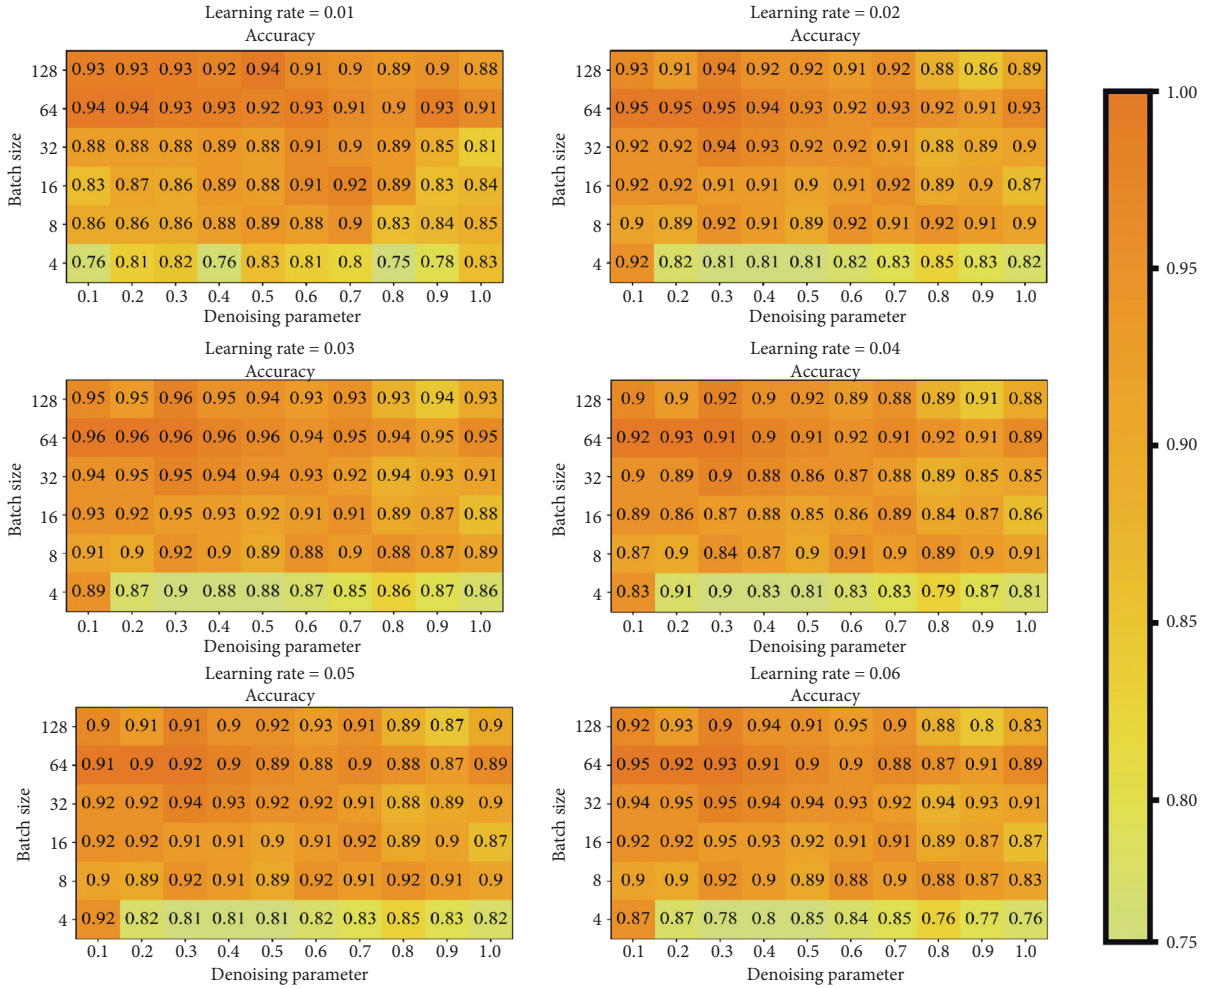 Learning rate = 0.01
Accuracy
Batch size
128 0.93 0.93 0.93 0.92 0.94 0.91 0.9 0.89 0.9 0.88
64 0.94 0.94 0.93 0.93 0.92 0.93 0.91 0.9 0.93 0.91
32 0.88 0.88 0.88 0.89 0.88 0.91 0.9 0.89 0.85 0.81
16 0.83 0.87 0.86 0.89 0.88 0.91 0.92 0.89 0.83 0.84
8 0.86 0.86 0.86 0.88 0.89 0.88 0.9 0.83 0.84 0.85
4 0.76 0.81 0.82 0.76 0.83 0.81 0.8 0.75 0.78 0.83
0.1 0.2 0.3 0.4 0.5 0.6 0.7 0.8 0.9 1.0
Denoising parameter
Learning rate = 0.02
Accuracy
Batch size
128 0.93 0.91 0.94 0.92 0.92 0.91 0.92 0.88 0.86 0.89
64 0.95 0.95 0.95 0.94 0.93 0.92 0.93 0.92 0.91 0.93
32 0.92 0.92 0.94 0.93 0.92 0.92 0.91 0.88 0.89 0.9
16 0.92 0.92 0.91 0.91 0.9 0.91 0.92 0.89 0.9 0.87
8 0.9 0.89 0.92 0.91 0.89 0.92 0.91 0.92 0.91 0.9
4 0.92 0.82 0.81 0.81 0.81 0.82 0.83 0.85 0.83 0.82
0.1 0.2 0.3 0.4 0.5 0.6 0.7 0.8 0.9 1.0
Denoising parameter
Learning rate = 0.03
Accuracy
Batch size
128 0.95 0.95 0.96 0.95 0.94 0.93 0.93 0.93 0.94 0.93
64 0.96 0.96 0.96 0.96 0.96 0.94 0.95 0.94 0.95 0.95
32 0.94 0.95 0.95 0.94 0.94 0.93 0.92 0.94 0.93 0.91
16 0.93 0.92 0.95 0.93 0.92 0.91 0.91 0.89 0.87 0.88
8 0.91 0.9 0.92 0.9 0.89 0.88 0.9 0.88 0.87 0.89
4 0.89 0.87 0.9 0.88 0.88 0.87 0.85 0.86 0.87 0.86
0.1 0.2 0.3 0.4 0.5 0.6 0.7 0.8 0.9 1.0
Denoising parameter
Learning rate = 0.04
Accuracy
Batch size
128 0.9 0.9 0.92 0.9 0.92 0.89 0.88 0.89 0.91 0.88
64 0.92 0.93 0.91 0.9 0.91 0.92 0.91 0.92 0.91 0.89
32 0.9 0.89 0.9 0.88 0.86 0.87 0.88 0.89 0.85 0.85
16 0.89 0.86 0.87 0.88 0.85 0.86 0.89 0.84 0.87 0.86
8 0.87 0.9 0.84 0.87 0.9 0.91 0.9 0.89 0.9 0.91
4 0.83 0.91 0.9 0.83 0.81 0.83 0.83 0.79 0.87 0.81
0.1 0.2 0.3 0.4 0.5 0.6 0.7 0.8 0.9 1.0
Denoising parameter
Learning rate = 0.05
Accuracy
Batch size
128 0.9 0.91 0.91 0.9 0.92 0.93 0.91 0.89 0.87 0.9
64 0.91 0.9 0.92 0.9 0.89 0.88 0.9 0.88 0.87 0.89
32 0.92 0.92 0.94 0.93 0.92 0.92 0.91 0.88 0.89 0.9
16 0.92 0.92 0.91 0.91 0.9 0.91 0.92 0.89 0.9 0.87
8 0.9 0.89 0.92 0.91 0.89 0.92 0.91 0.92 0.91 0.9
4 0.92 0.82 0.81 0.81 0.81 0.82 0.83 0.85 0.83 0.82
0.1 0.2 0.3 0.4 0.5 0.6 0.7 0.8 0.9 1.0
Denoising parameter
Learning rate = 0.06
Accuracy
Batch size
128 0.92 0.93 0.9 0.94 0.91 0.95 0.9 0.88 0.8 0.83
64 0.95 0.92 0.93 0.91 0.9 0.9 0.88 0.87 0.91 0.89
32 0.94 0.95 0.95 0.94 0.94 0.93 0.92 0.94 0.93 0.91
16 0.92 0.92 0.95 0.93 0.92 0.91 0.91 0.89 0.87 0.87
8 0.9 0.9 0.92 0.9 0.89 0.88 0.9 0.88 0.87 0.83
4 0.87 0.87 0.78 0.8 0.85 0.84 0.85 0.76 0.77 0.76
0.1 0.2 0.3 0.4 0.5 0.6 0.7 0.8 0.9 1.0
Denoising parameter
1.00
0.95
0.90
0.85
0.80
0.75